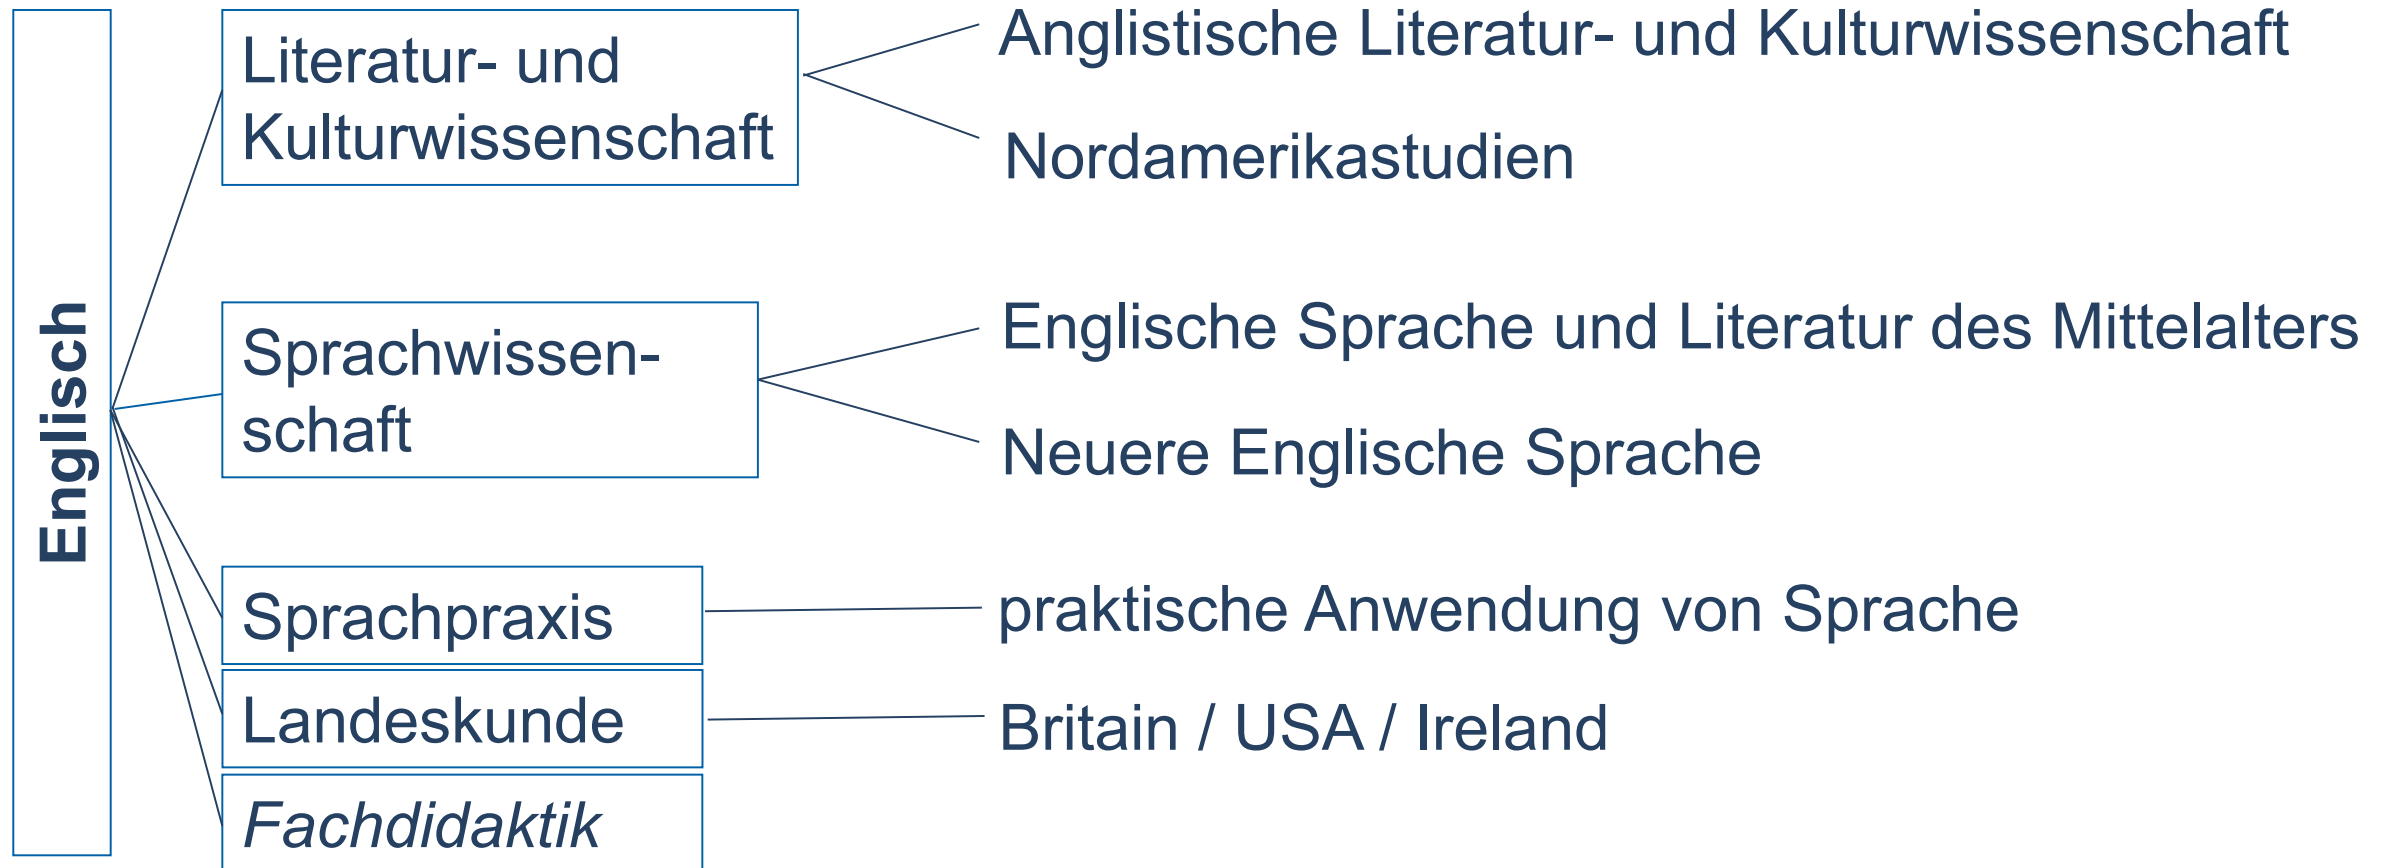 Englisch
Literatur- und
Kulturwissenschaft
Anglistische Literatur- und Kulturwissenschaft
Nordamerikastudien
Sprachwissen-
schaft
Englische Sprache und Literatur des Mittelalters
Neuere Englische Sprache
Sprachpraxis
praktische Anwendung von Sprache
Landeskunde
Britain / USA / Ireland
Fachdidaktik